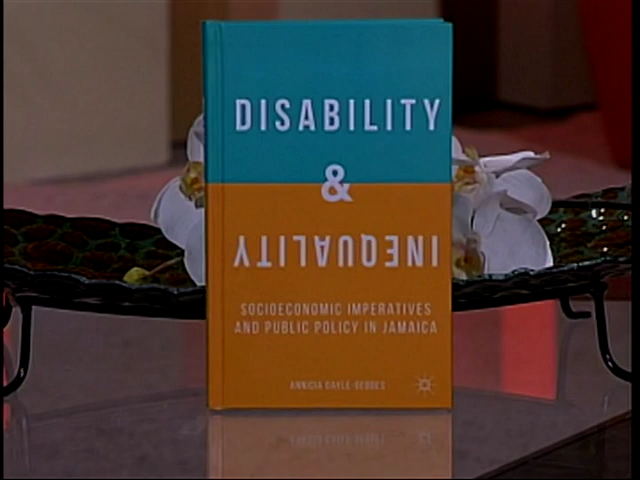 DISABILITY
&
INEQUALITY
SOCIOECONOMIC IMPERATIVES
AND PUBLIC POLICY IN JAMAICA
ANNICIA GAYLE-GEDDES